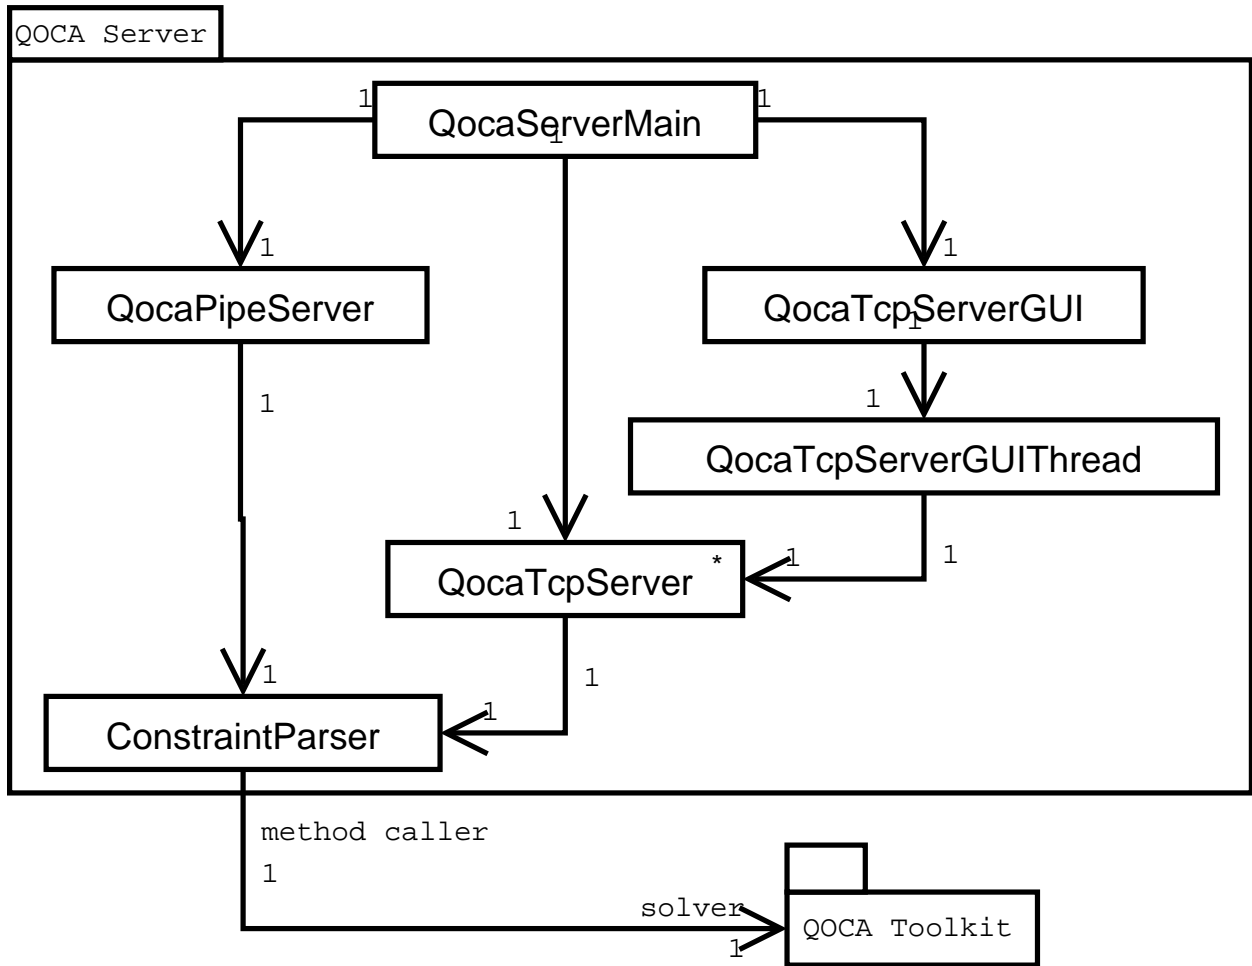 QOCA Server
1
1
QocaServerMain
1
1
1
QocaPipeServer
QocaTcpServerGUI
1
1
1
QocaTcpServerGUIThread
1
*
1
1
QocaTcpServer
1
1
1
ConstraintParser
method caller
1
solver
QOCA Toolkit
1